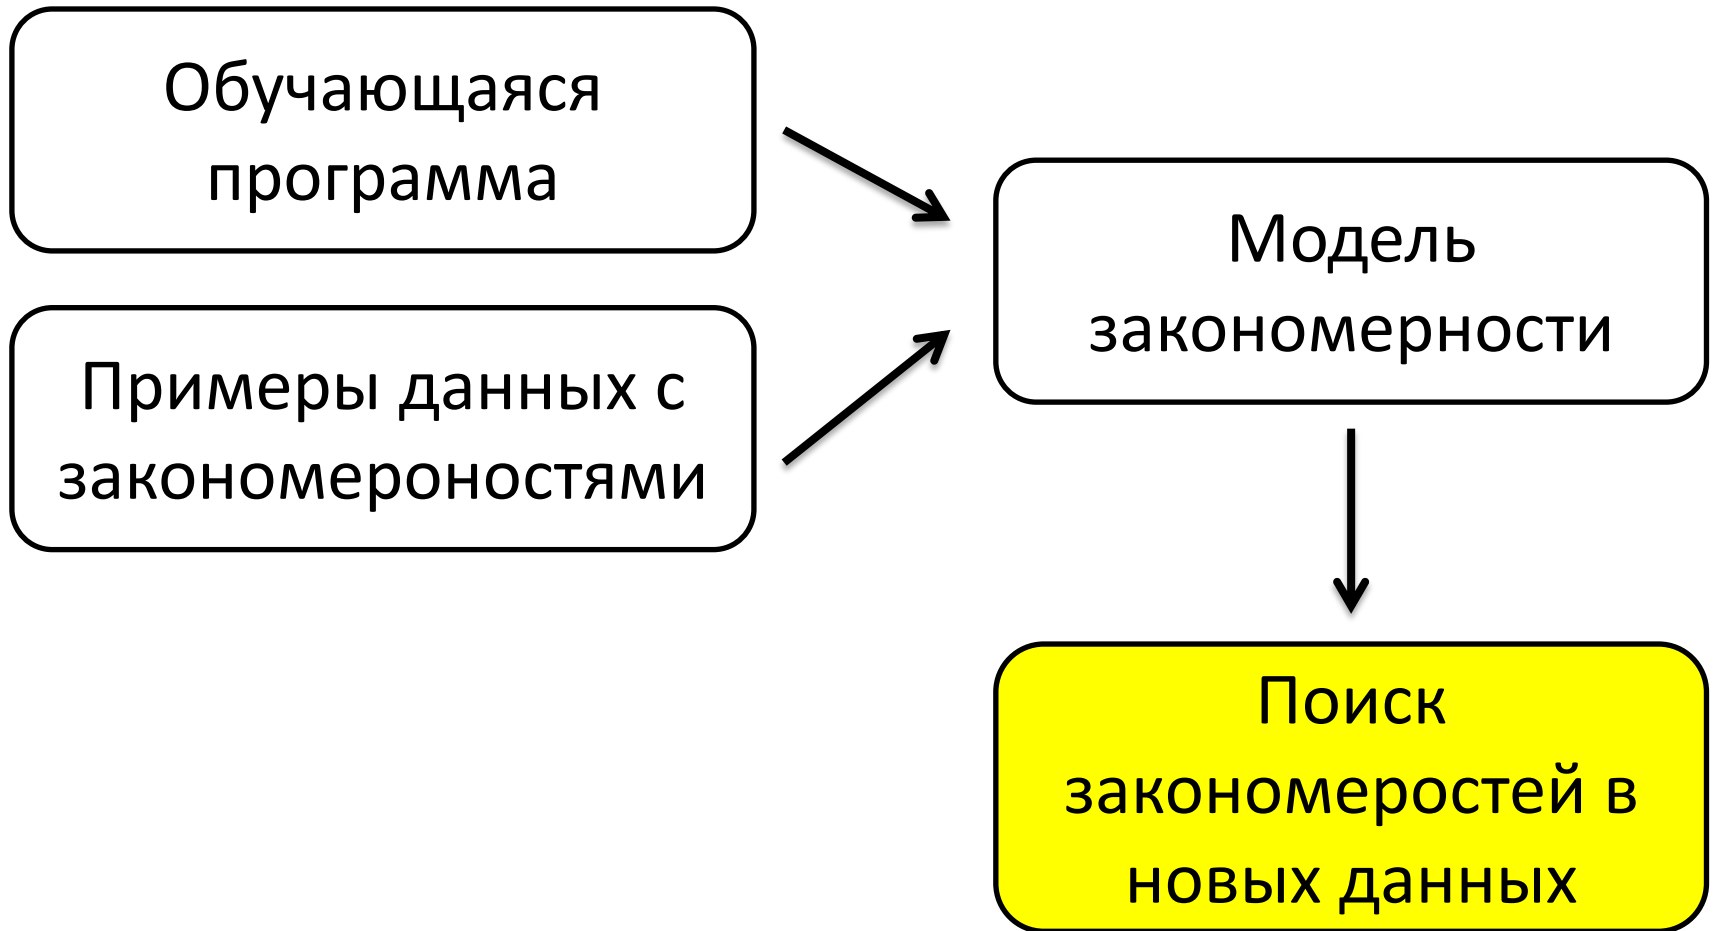 Обучающаяся
программа
Примеры данных с
закономероностями
Модель
закономерности
Поиск
закономеростей в
новых данных